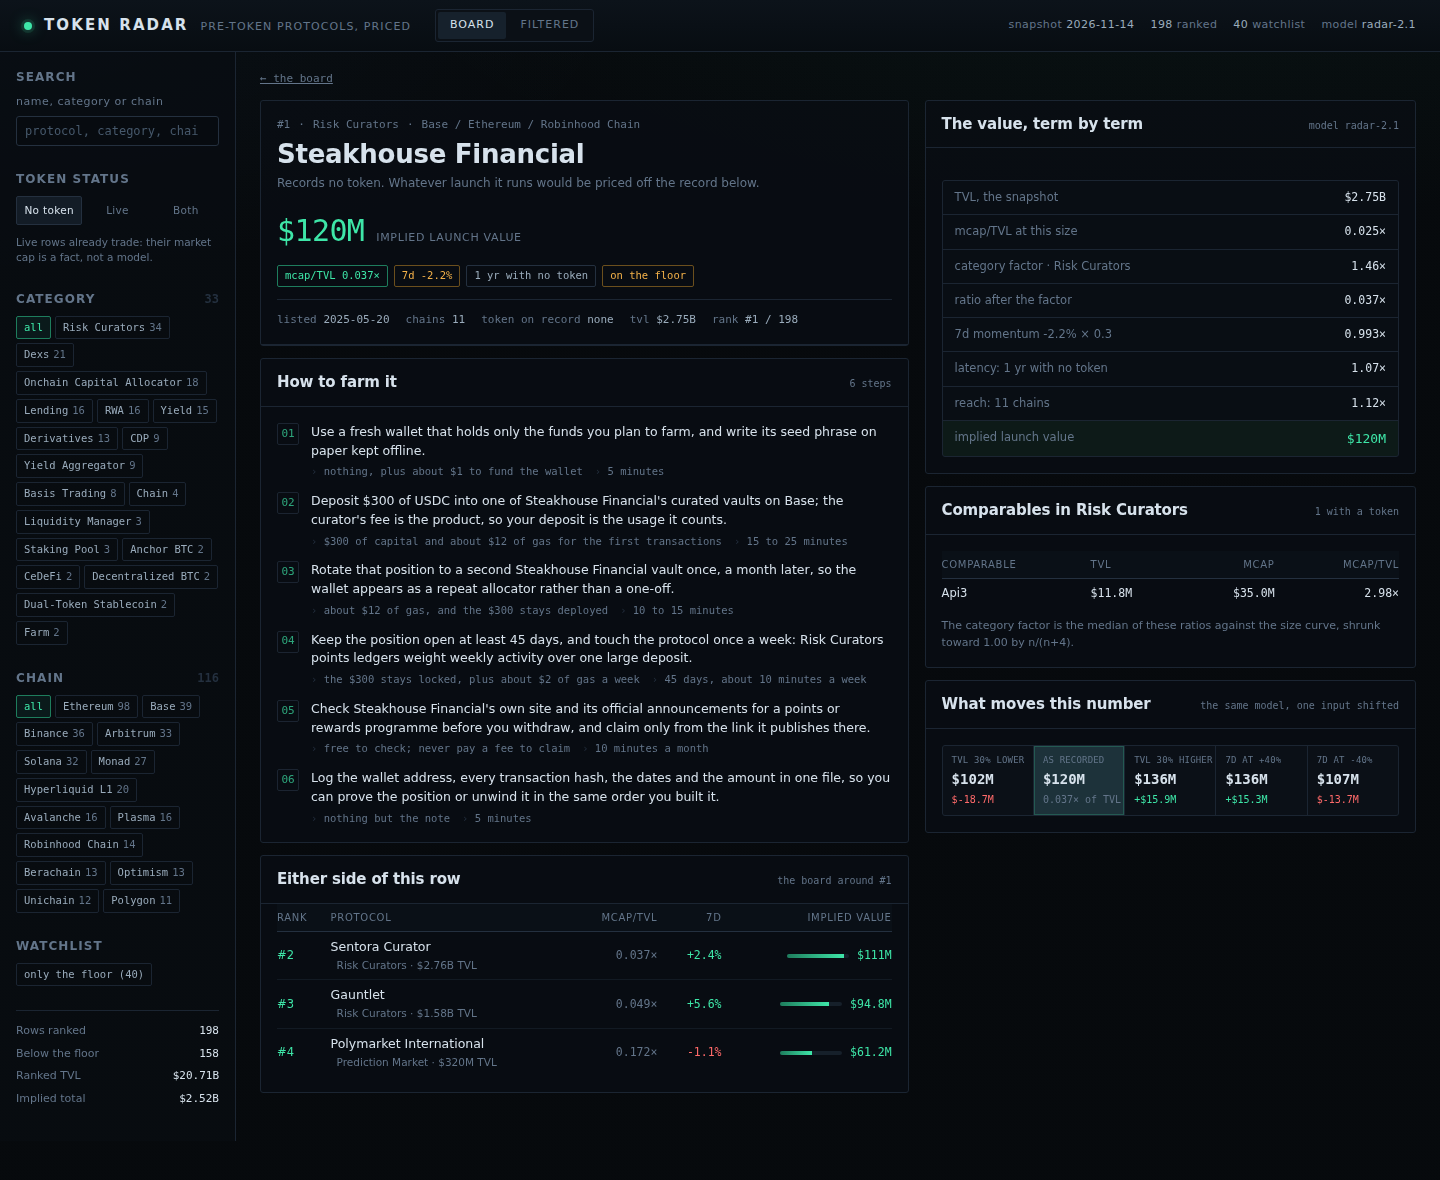 TOKEN RADAR PRE-TOKEN PROTOCOLS, PRICED BOARD FILTERED snapshot 2026-11-14 198 ranked 40 watchlist model radar-2.1
SEARCH
name, category or chain
protocol, category, chai
TOKEN STATUS
No token Live Both
Live rows already trade: their market
cap is a fact, not a model.
CATEGORY 33
all Risk Curators 34
Dexs 21
Onchain Capital Allocator 18
Lending 16 RWA 16 Yield 15
Derivatives 13 CDP 9
Yield Aggregator 9
Basis Trading 8 Chain 4
Liquidity Manager 3
Staking Pool 3 Anchor BTC 2
CeDeFi 2 Decentralized BTC 2
Dual-Token Stablecoin 2
Farm 2
CHAIN 116
all Ethereum 98 Base 39
Binance 36 Arbitrum 33
Solana 32 Monad 27
Hyperliquid L1 20
Avalanche 16 Plasma 16
Robinhood Chain 14
Berachain 13 Optimism 13
Unichain 12 Polygon 11
WATCHLIST
only the floor (40)
Rows ranked 198
Below the floor 158
Ranked TVL $20.71B
Implied total $2.52B
← the board
#1 · Risk Curators · Base / Ethereum / Robinhood Chain
Steakhouse Financial
Records no token. Whatever launch it runs would be priced off the record below.
$120M IMPLIED LAUNCH VALUE
mcap/TVL 0.037× 7d -2.2% 1 yr with no token on the floor
listed 2025-05-20 chains 11 token on record none tvl $2.75B rank #1 / 198
How to farm it 6 steps
01 Use a fresh wallet that holds only the funds you plan to farm, and write its seed phrase on
paper kept offline.
› nothing, plus about $1 to fund the wallet › 5 minutes
02 Deposit $300 of USDC into one of Steakhouse Financial's curated vaults on Base; the
curator's fee is the product, so your deposit is the usage it counts.
› $300 of capital and about $12 of gas for the first transactions › 15 to 25 minutes
03 Rotate that position to a second Steakhouse Financial vault once, a month later, so the
wallet appears as a repeat allocator rather than a one-off.
› about $12 of gas, and the $300 stays deployed › 10 to 15 minutes
04 Keep the position open at least 45 days, and touch the protocol once a week: Risk Curators
points ledgers weight weekly activity over one large deposit.
› the $300 stays locked, plus about $2 of gas a week › 45 days, about 10 minutes a week
05 Check Steakhouse Financial's own site and its official announcements for a points or
rewards programme before you withdraw, and claim only from the link it publishes there.
› free to check; never pay a fee to claim › 10 minutes a month
06 Log the wallet address, every transaction hash, the dates and the amount in one file, so you
can prove the position or unwind it in the same order you built it.
› nothing but the note › 5 minutes
Either side of this row the board around #1
RANK PROTOCOL MCAP/TVL 7D IMPLIED VALUE
#2 Sentora Curator 0.037× +2.4% $111M
Risk Curators · $2.76B TVL
#3 Gauntlet 0.049× +5.6% $94.8M
Risk Curators · $1.58B TVL
#4 Polymarket International 0.172× -1.1% $61.2M
Prediction Market · $320M TVL
The value, term by term model radar-2.1
TVL, the snapshot $2.75B
mcap/TVL at this size 0.025×
category factor · Risk Curators 1.46×
ratio after the factor 0.037×
7d momentum -2.2% × 0.3 0.993×
latency: 1 yr with no token 1.07×
reach: 11 chains 1.12×
implied launch value $120M
Comparables in Risk Curators 1 with a token
COMPARABLE TVL MCAP MCAP/TVL
Api3 $11.8M $35.0M 2.98×
The category factor is the median of these ratios against the size curve, shrunk
toward 1.00 by n/(n+4).
What moves this number the same model, one input shifted
TVL 30% LOWER AS RECORDED TVL 30% HIGHER 7D AT +40% 7D AT -40%
$102M $120M $136M $136M $107M
$-18.7M 0.037× of TVL +$15.9M +$15.3M $-13.7M